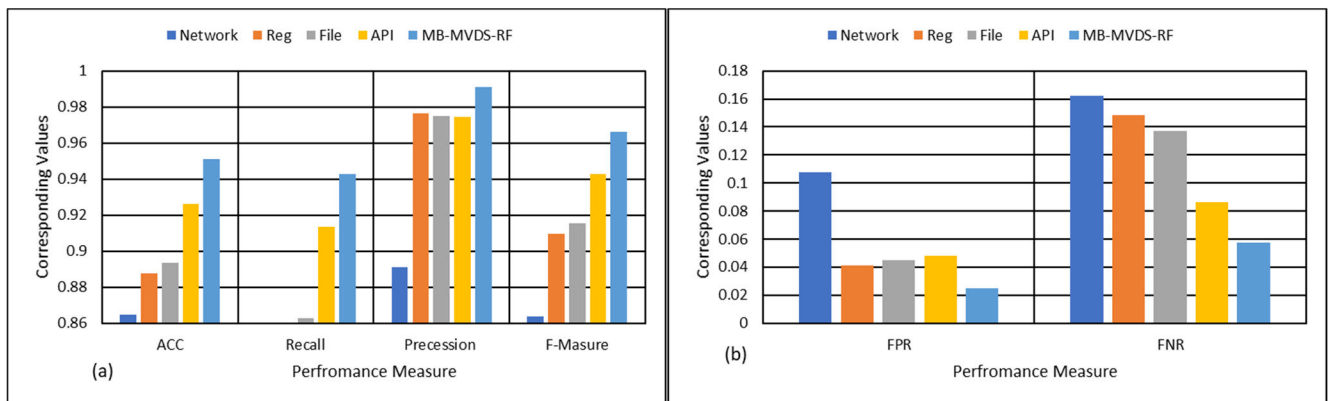 Network Reg File API MB-MVDS-RF
Corresponding Values
1
0.98
0.96
0.94
0.92
0.9
0.88
0.86
ACC Recall Precession F-Masure
(a)
Perfromance Measure
Network Reg File API MB-MVDS-RF
Corresponding Values
0.18
0.16
0.14
0.12
0.1
0.08
0.06
0.04
0.02
0
FPR FNR
(b)
Perfromance Measure